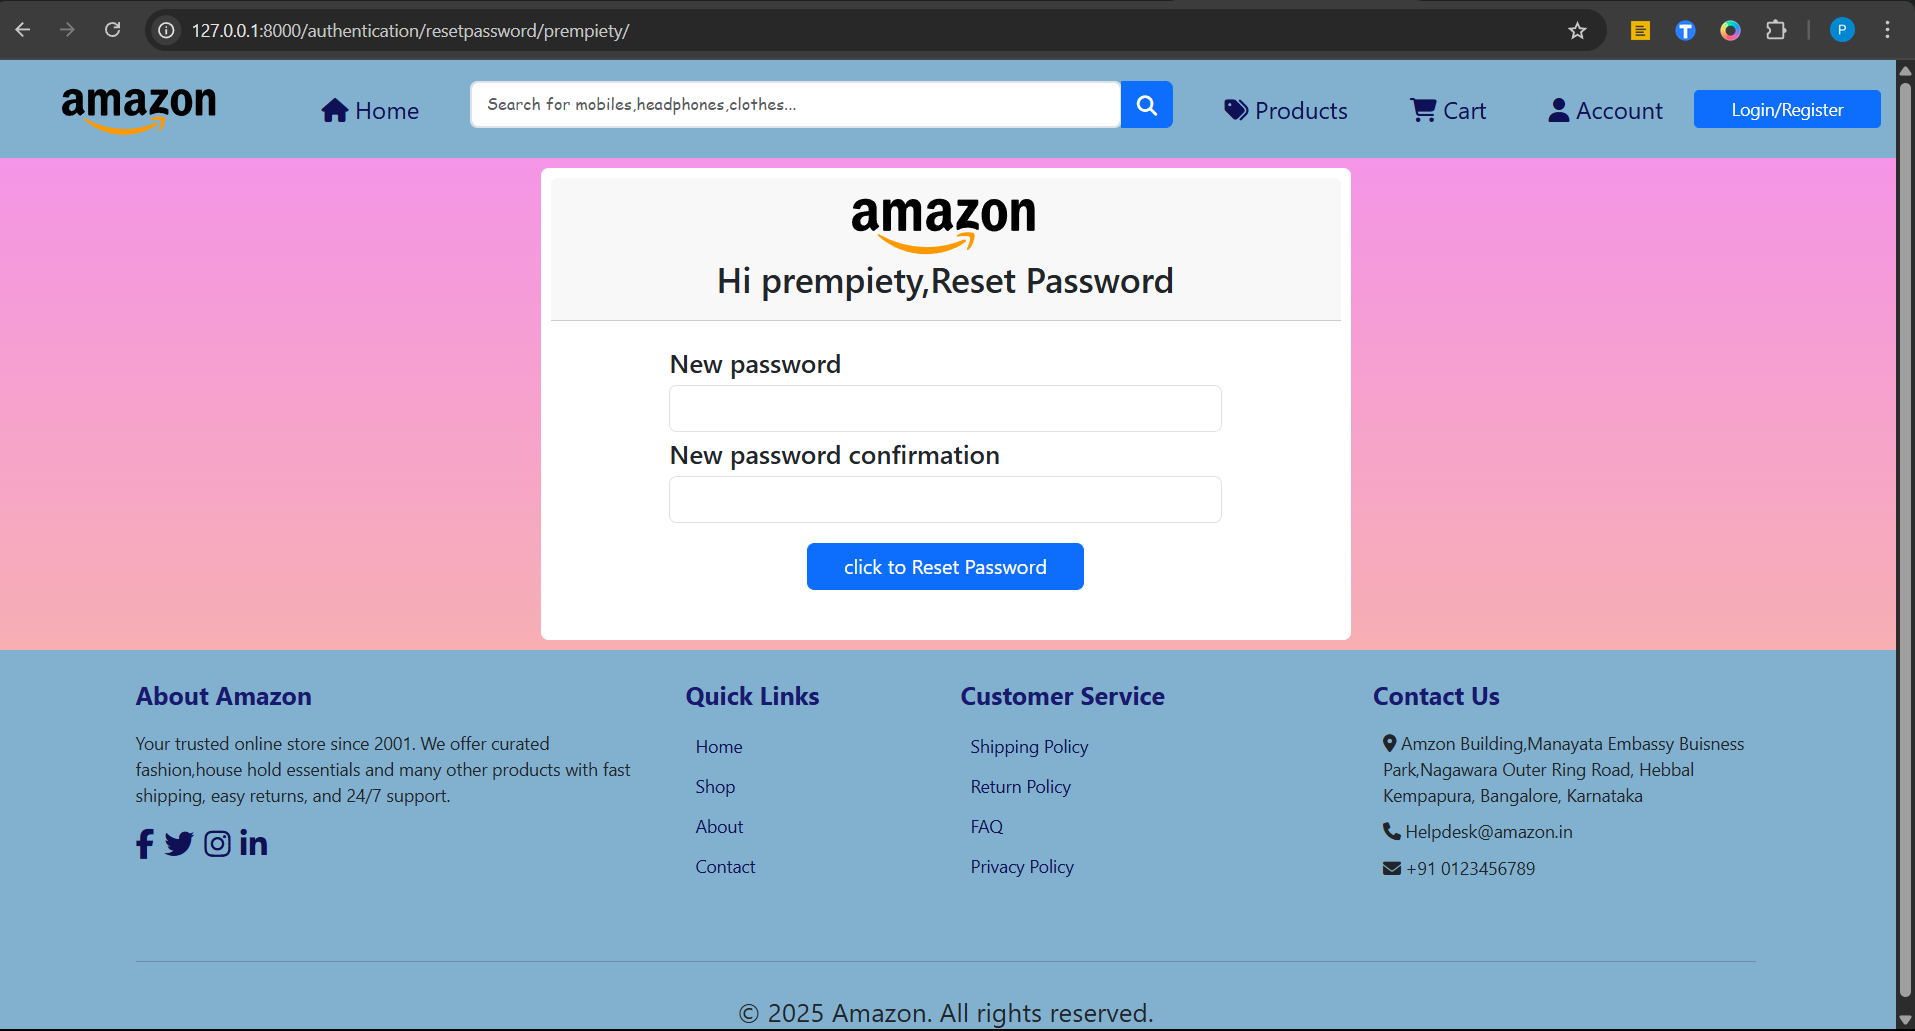 127.0.0.1:8000/authentication/resetpassword/prempiety/
P
amazon
Home
Search for mobiles,headphones,clothes...
Products
Cart
Account
Login/Register
amazon
Hi prempiety,Reset Password
New password
New password confirmation
click to Reset Password
About Amazon
Your trusted online store since 2001. We offer curated
fashion,house hold essentials and many other products with fast
shipping, easy returns, and 24/7 support.
Quick Links
Home
Shop
About
Contact
Customer Service
Shipping Policy
Return Policy
FAQ
Privacy Policy
Contact Us
Amzon Building,Manayata Embassy Buisness
Park,Nagawara Outer Ring Road, Hebbal
Kempapura, Bangalore, Karnataka
Helpdesk@amazon.in
+91 0123456789
© 2025 Amazon. All rights reserved.